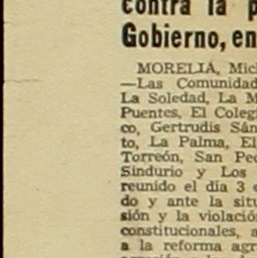 contra la p
Gobierno, en
MORELIA, Mic
—Las Comunidad
La Soledad, La M
Puentes, El Coleg
co, Gertrudis Sán
to, La Palma, El
Torreón, San Pe
Sindurio y Los
reunido el día 3
do y ante la situ
sión y la violació
constitucionales, a
a la reforma agr